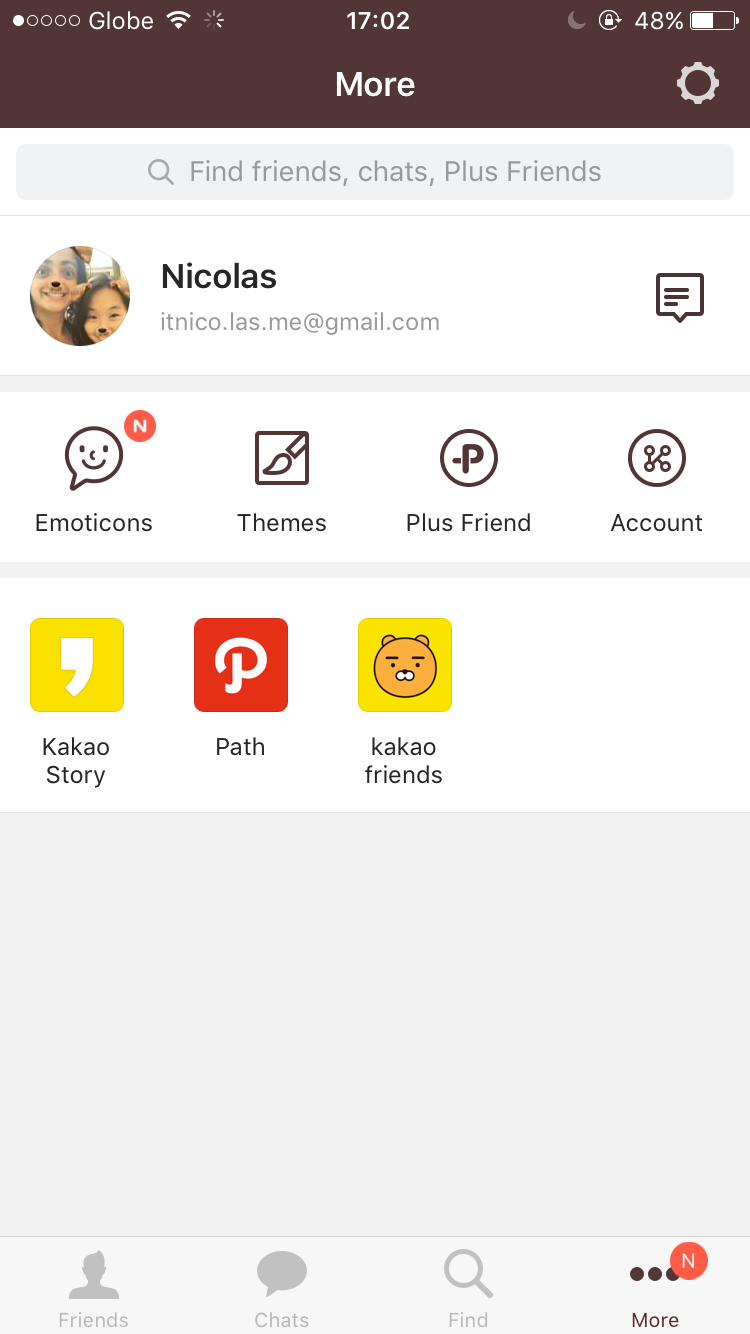 Globe 17:02 48%
More
Find friends, chats, Plus Friends
Nicolas
itnico.las.me@gmail.com
N
Emoticons Themes Plus Friend Account
Kakao Path kakao
Story friends
N
Friends Chats Find More